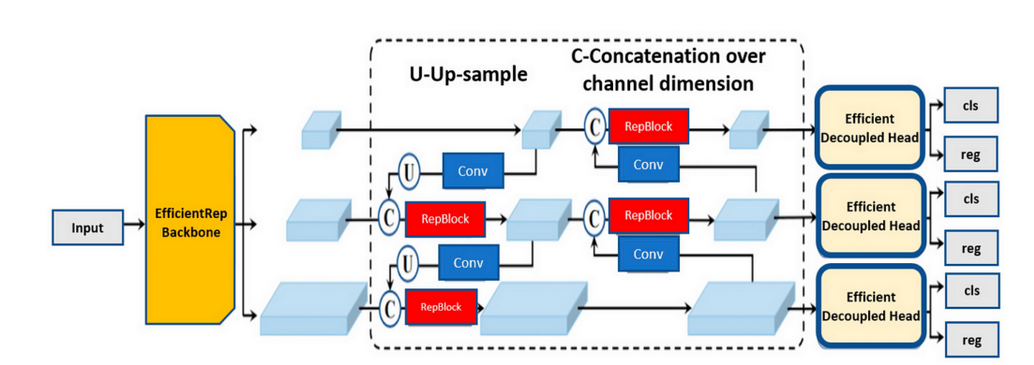 U-Up-sample
C-Concatenation over
channel dimension
Input
EfficientRep
Backbone
C
RepBlock
Efficient
Decoupled Head
cls
reg
U
Conv
Conv
C
RepBlock
C
RepBlock
Efficient
Decoupled Head
cls
reg
U
Conv
Conv
C
RepBlock
Efficient
Decoupled Head
cls
reg